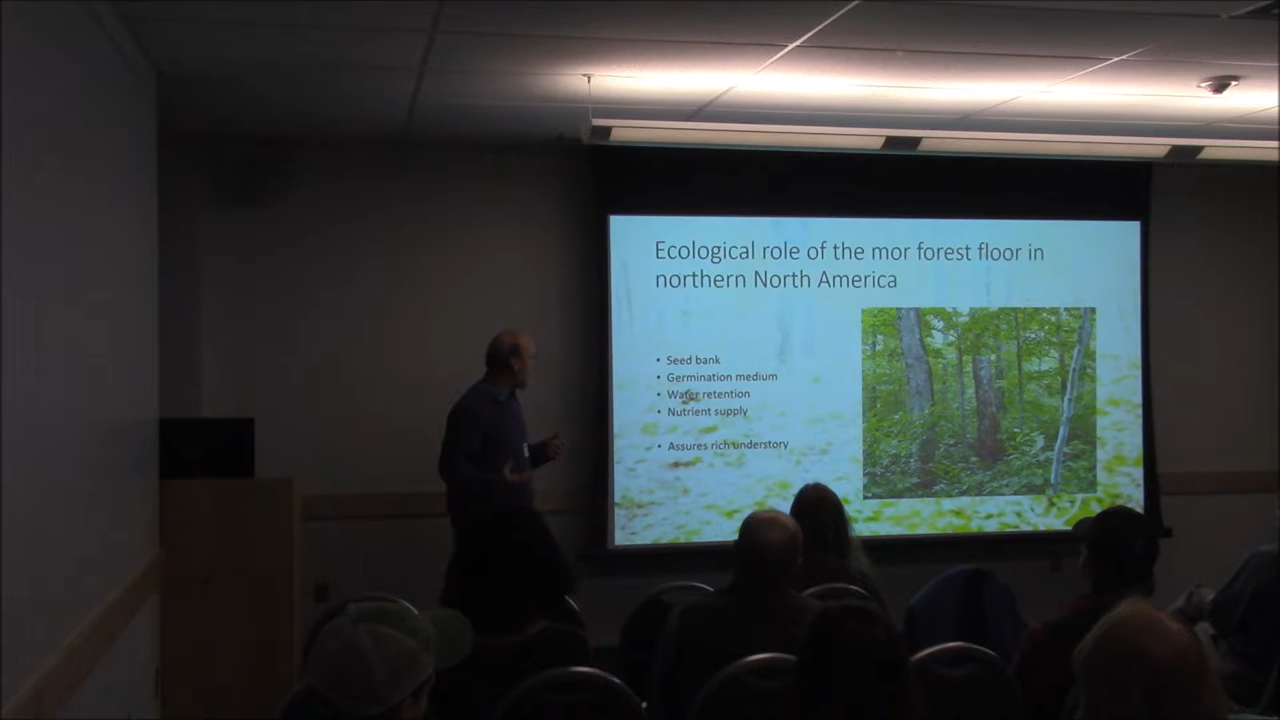 Ecological role of the mor forest floor in
northern North America
• Seed bank
• Germination medium
• Water retention
• Nutrient supply
• Assures rich understory